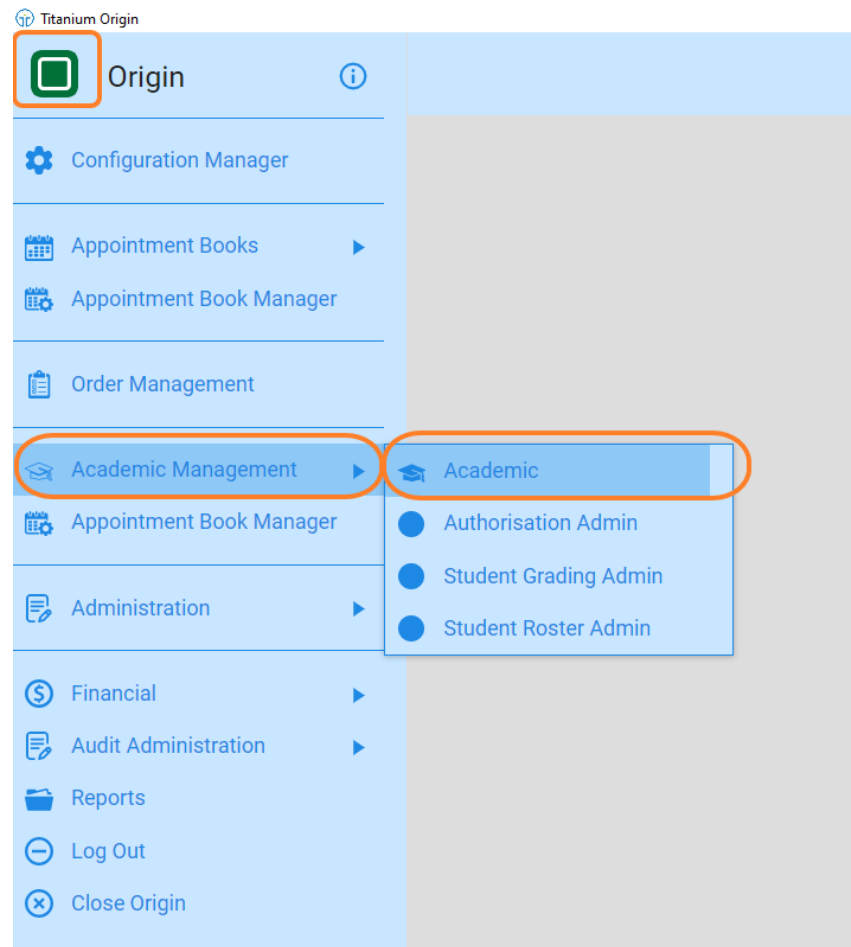 Titanium Origin
Origin
Configuration Manager
Appointment Books
Appointment Book Manager
Order Management
Academic Management
Academic
Appointment Book Manager
Authorisation Admin
Student Grading Admin
Administration
Student Roster Admin
Financial
Audit Administration
Reports
Log Out
Close Origin